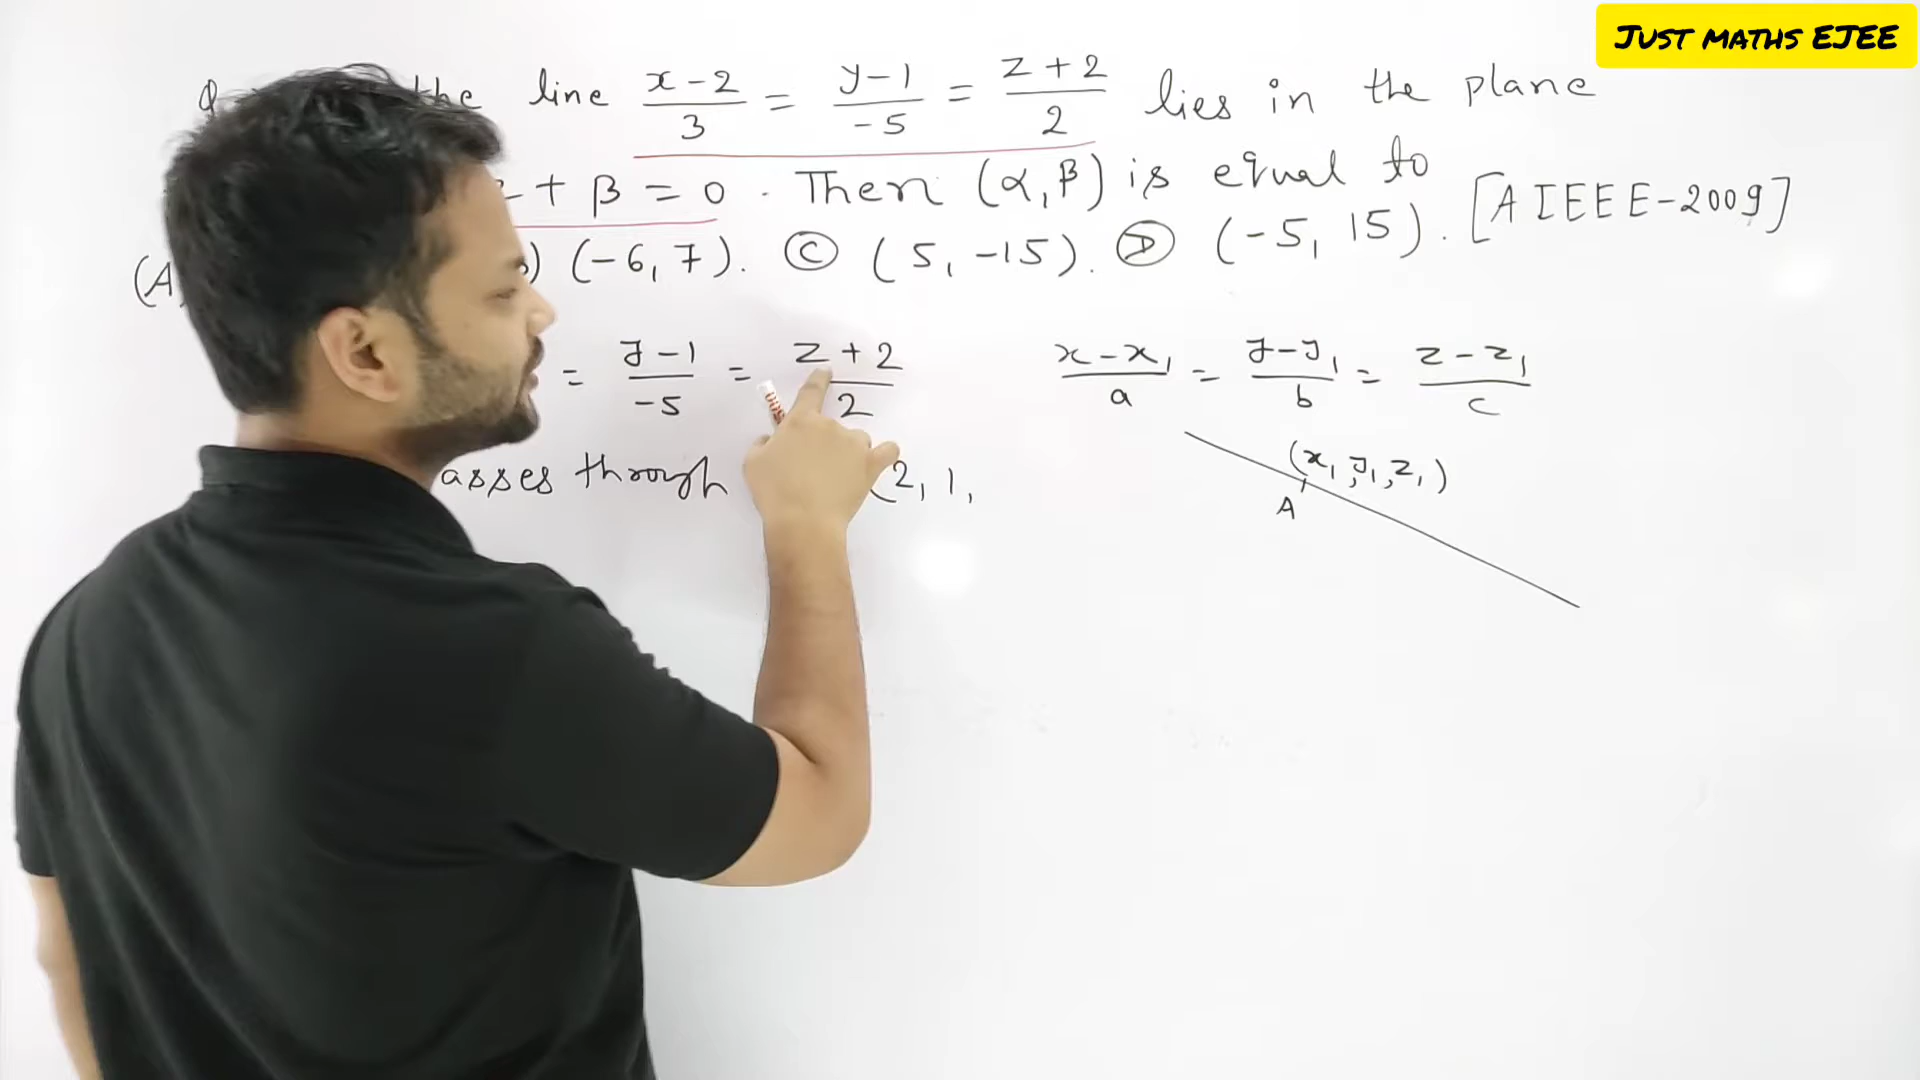 JUST MATHS EJEE
the line x-2/3 = y-1/-5 = z+2/2 lies in the plane
+ β = 0 . Then (α, β) is equal to
(A) (-6, 7). Ⓒ (5, -15). Ⓓ (-5, 15). [AIEEE-2009]
= y-1/-5 = z+2/2
x-x₁/a = y-y₁/b = z-z₁/c
asses through (2, 1,
(x₁, y₁, z₁)
A